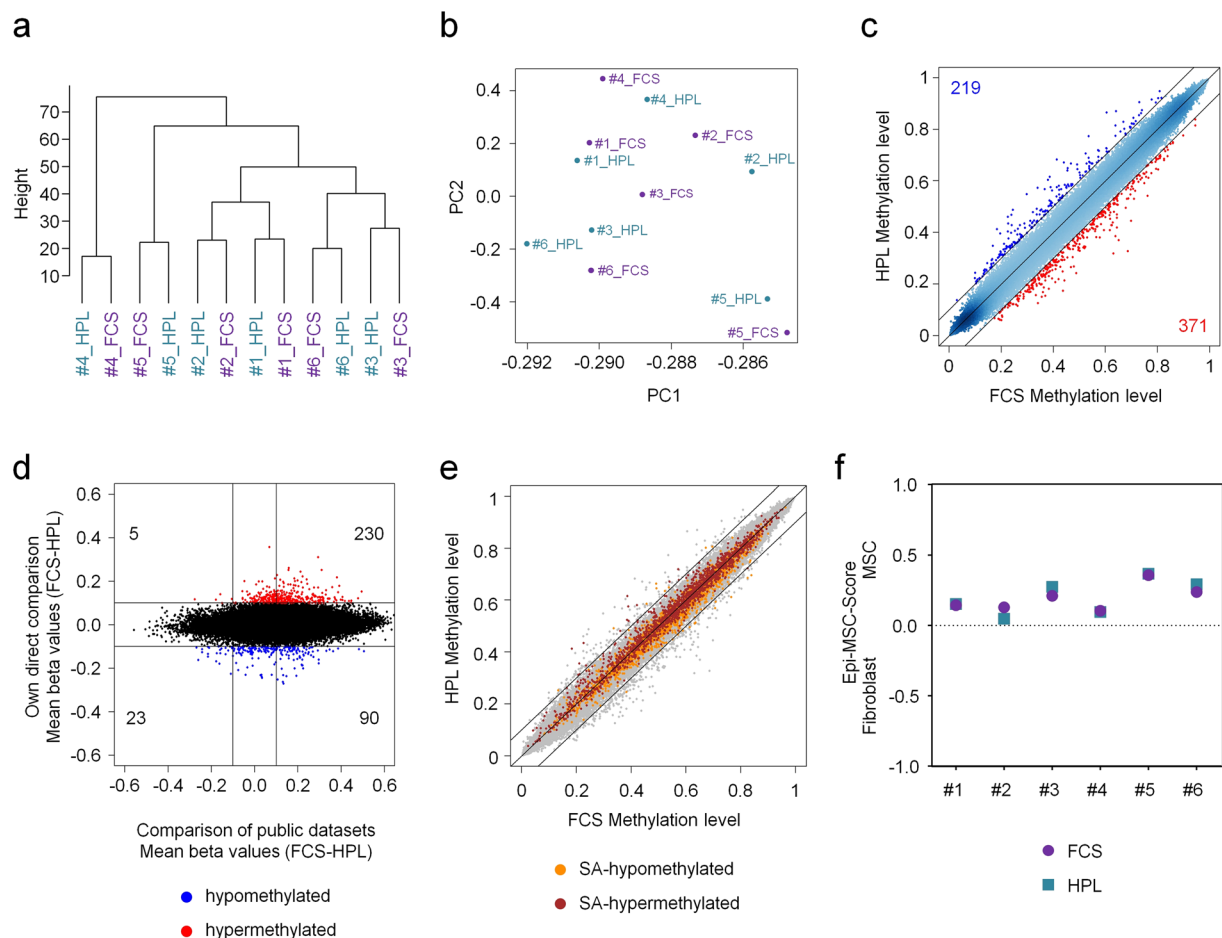 a
Height
70
60
50
40
30
20
10
#4_HPL
#4_FCS
#5_FCS
#5_HPL
#2_HPL
#2_FCS
#1_HPL
#1_FCS
#6_FCS
#6_HPL
#3_HPL
#3_FCS
b
PC2
0.4
0.2
0.0
-0.2
-0.4
#4_FCS
#4_HPL
#2_FCS
#1_FCS
#1_HPL
#2_HPL
#3_FCS
#3_HPL
#6_HPL
#6_FCS
#5_HPL
#5_FCS
-0.292
-0.290
-0.288
-0.286
PC1
c
HPL Methylation level
1
0.8
0.6
0.4
0.2
0
219
371
0
0.2
0.4
0.6
0.8
1
FCS Methylation level
d
Own direct comparison
Mean beta values (FCS-HPL)
0.6
0.4
0.2
0.0
-0.2
-0.4
-0.6
5
230
23
90
-0.6
-0.4
-0.2
0.0
0.2
0.4
0.6
Comparison of public datasets
Mean beta values (FCS-HPL)
hypomethylated
hypermethylated
e
HPL Methylation level
1
0.8
0.6
0.4
0.2
0
0
0.2
0.4
0.6
0.8
1
FCS Methylation level
SA-hypomethylated
SA-hypermethylated
f
Epi-MSC-Score
Fibroblast
MSC
1.0
0.5
0.0
-0.5
-1.0
#1
#2
#3
#4
#5
#6
FCS
HPL